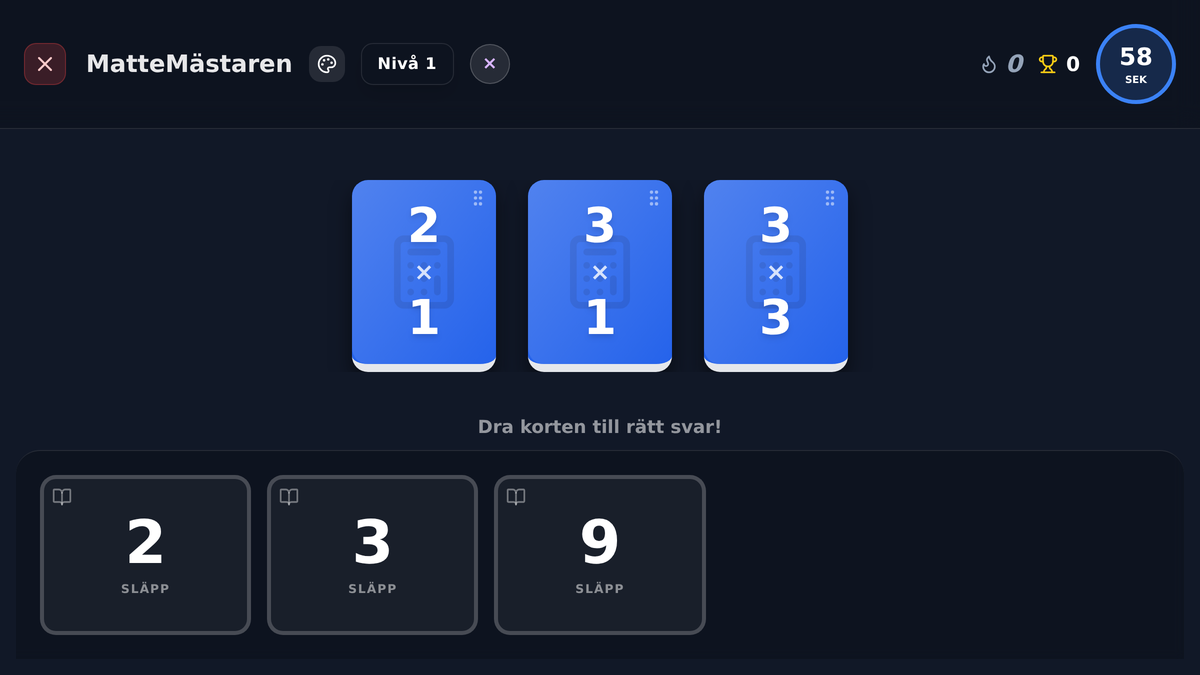 MatteMästaren
Nivå 1
×
0
0
58
SEK
2
×
1
3
×
1
3
×
3
Dra korten till rätt svar!
2
SLÄPP
3
SLÄPP
9
SLÄPP